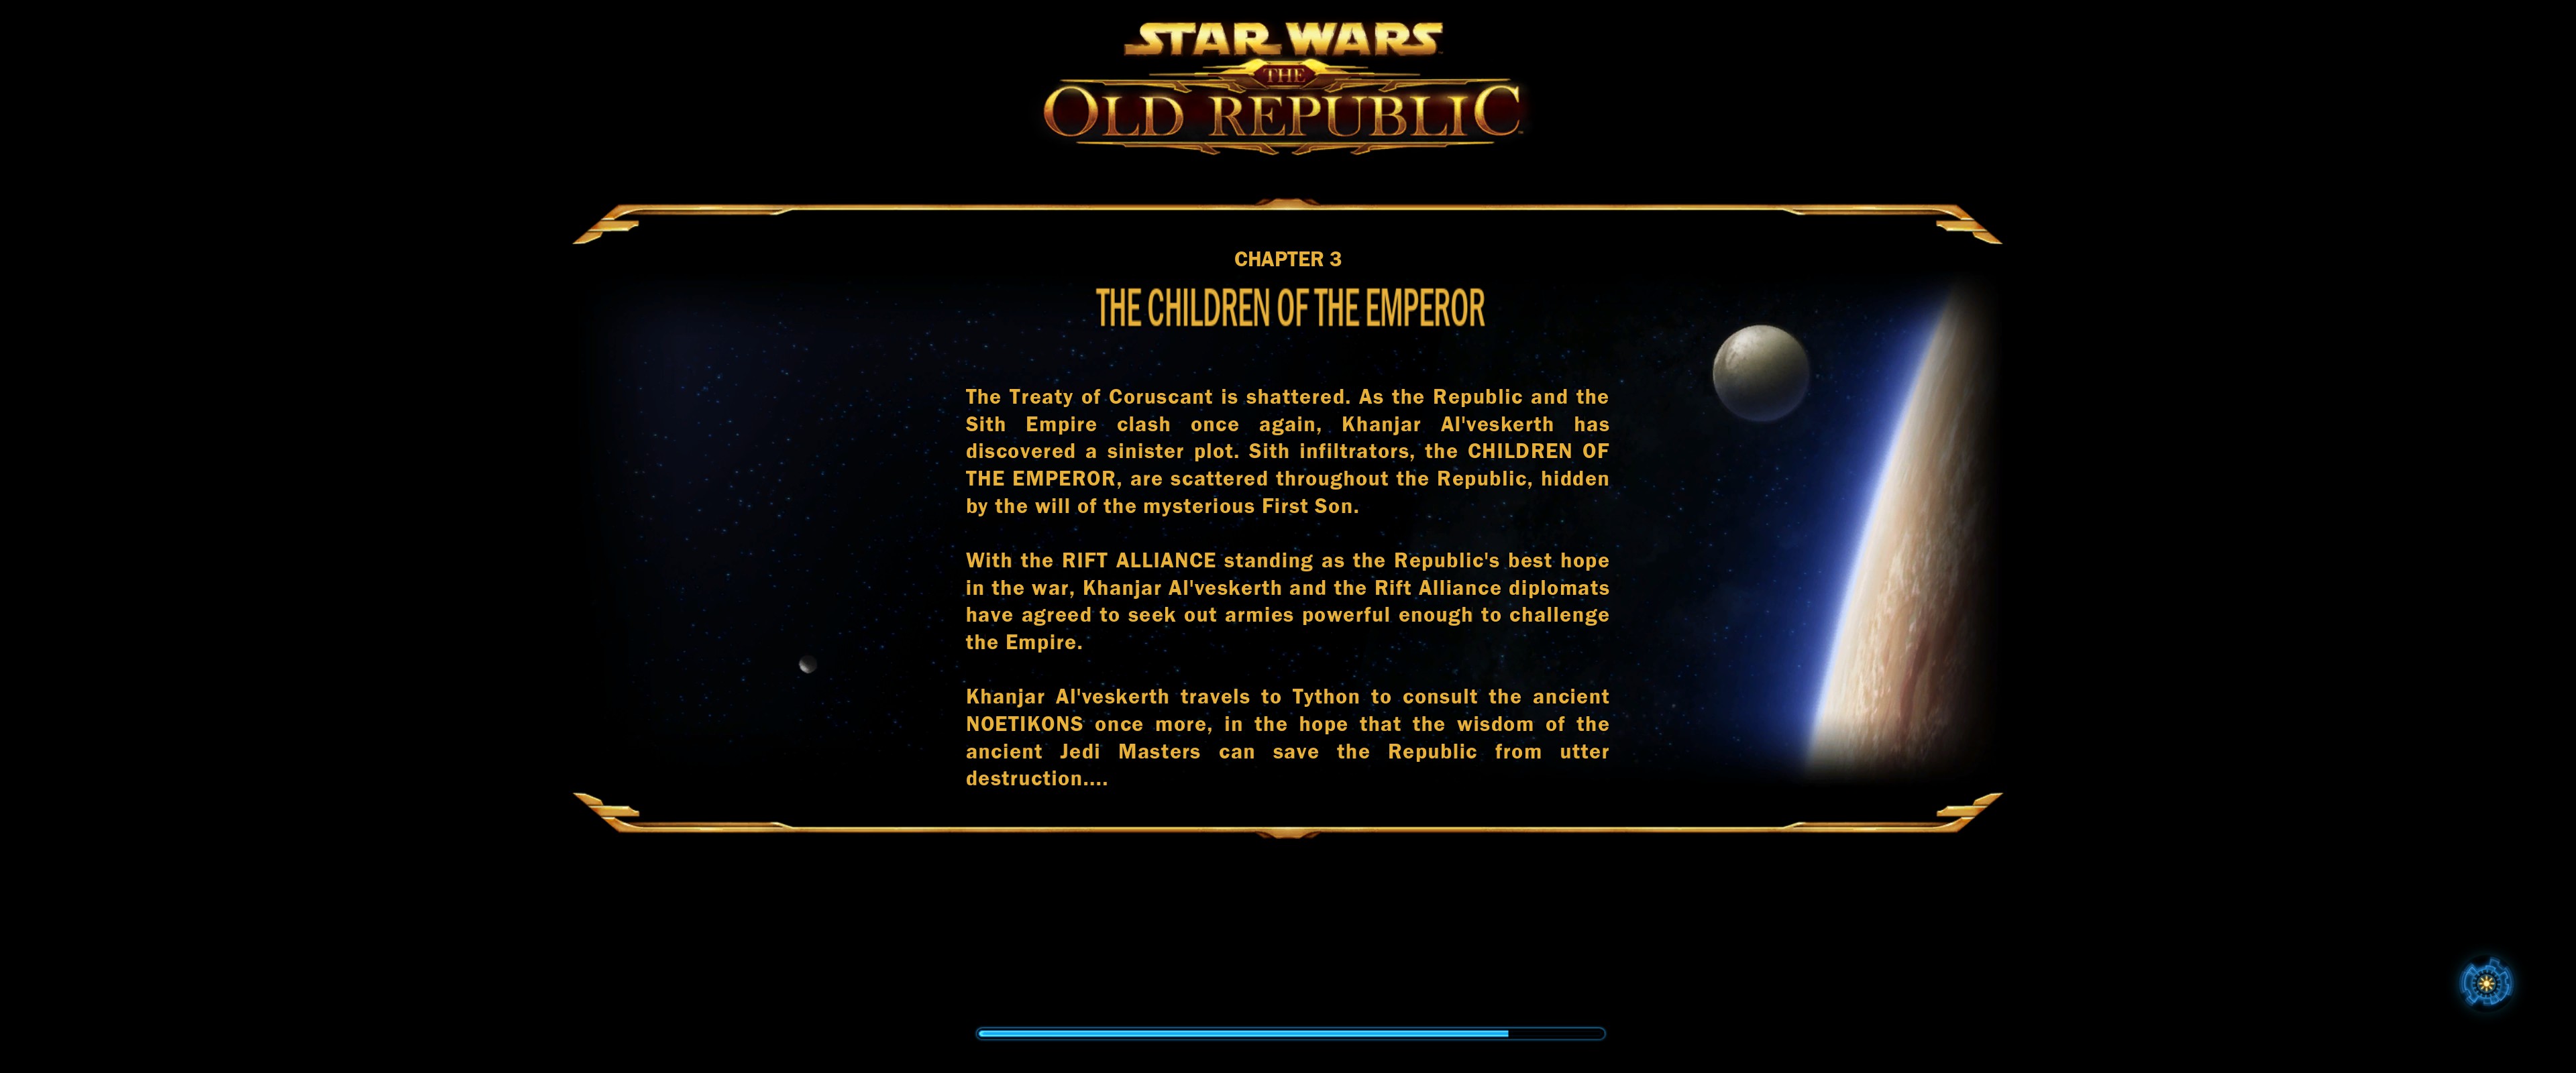 STAR WARS
THE
OLD REPUBLIC
CHAPTER 3
THE CHILDREN OF THE EMPEROR
The Treaty of Coruscant is shattered. As the Republic and the
Sith Empire clash once again, Khanjar Al'veskerth has
discovered a sinister plot. Sith infiltrators, the CHILDREN OF
THE EMPEROR, are scattered throughout the Republic, hidden
by the will of the mysterious First Son.
With the RIFT ALLIANCE standing as the Republic's best hope
in the war, Khanjar Al'veskerth and the Rift Alliance diplomats
have agreed to seek out armies powerful enough to challenge
the Empire.
Khanjar Al'veskerth travels to Tython to consult the ancient
NOETIKONS once more, in the hope that the wisdom of the
ancient Jedi Masters can save the Republic from utter
destruction....